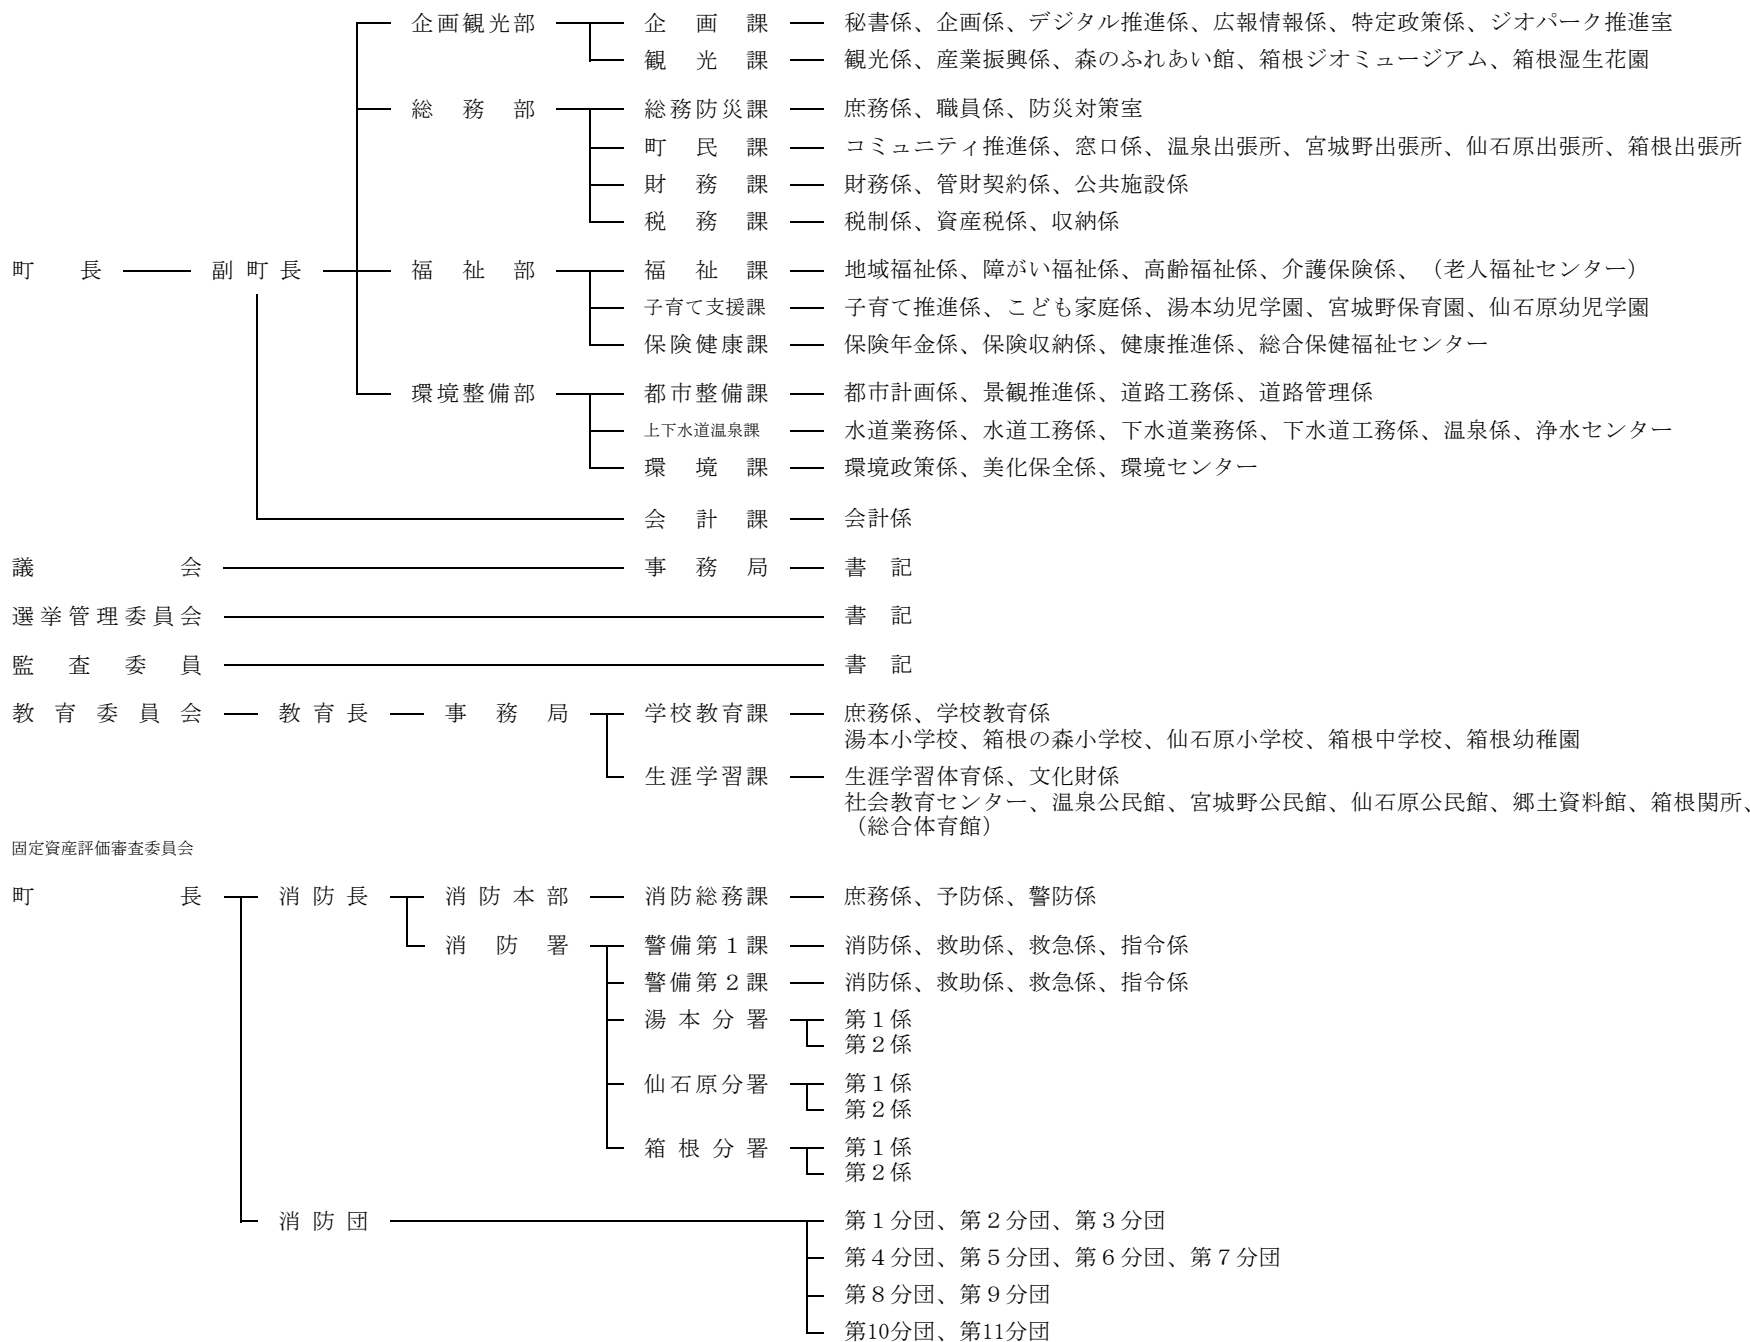 企画観光部 企画課 秘書係、企画係、デジタル推進係、広報情報係、特定政策係、ジオパーク推進室
観光課 観光係、産業振興係、森のふれあい館、箱根ジオミュージアム、箱根湿生花園
総務部 総務防災課 庶務係、職員係、防災対策室
町民課 コミュニティ推進係、窓口係、温泉出張所、宮城野出張所、仙石原出張所、箱根出張所
財務課 財務係、管財契約係、公共施設係
税務課 税制係、資産税係、収納係
町長 副町長 福祉部 福祉課 地域福祉係、障がい福祉係、高齢福祉係、介護保険係、（老人福祉センター）
子育て支援課 子育て推進係、こども家庭係、湯本幼児学園、宮城野保育園、仙石原幼児学園
保険健康課 保険年金係、保険収納係、健康推進係、総合保健福祉センター
環境整備部 都市整備課 都市計画係、景観推進係、道路工務係、道路管理係
上下水道温泉課 水道業務係、水道工務係、下水道業務係、下水道工務係、温泉係、浄水センター
環境課 環境政策係、美化保全係、環境センター
会計課 会計係
議会 事務局 書記
選挙管理委員会 書記
監査委員 書記
教育委員会 教育長 事務局 学校教育課 庶務係、学校教育係
湯本小学校、箱根の森小学校、仙石原小学校、箱根中学校、箱根幼稚園
生涯学習課 生涯学習体育係、文化財係
社会教育センター、温泉公民館、宮城野公民館、仙石原公民館、郷土資料館、箱根関所、
（総合体育館）
固定資産評価審査委員会
町長 消防長 消防本部 消防総務課 庶務係、予防係、警防係
消防署 警備第１課 消防係、救助係、救急係、指令係
警備第２課 消防係、救助係、救急係、指令係
湯本分署 第１係
第２係
仙石原分署 第１係
第２係
箱根分署 第１係
第２係
消防団 第１分団、第２分団、第３分団
第４分団、第５分団、第６分団、第７分団
第８分団、第９分団
第10分団、第11分団